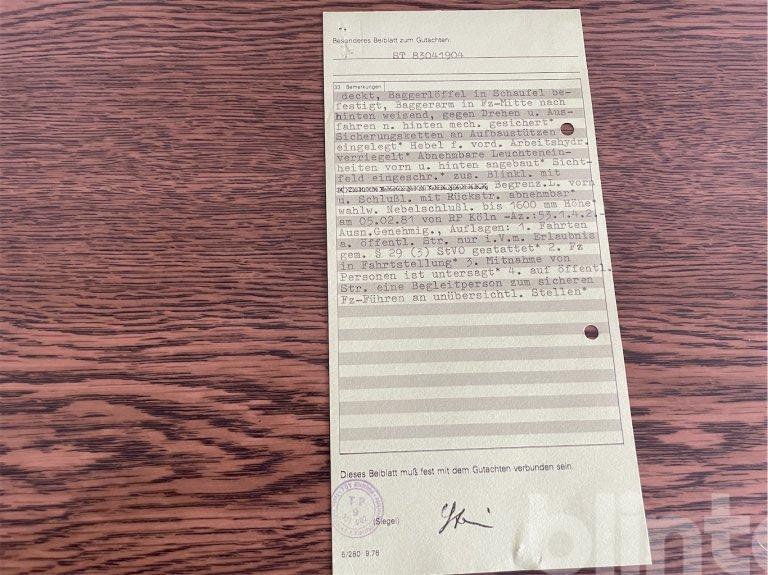 Besonderes Beiblatt zum Gutachten:
ST 83041904
33 Bemerkungen
deckt, Baggerlöffel in Schaufel be-
festigt, Baggerarm in Fz-Mitte nach
hinten weisend, gegen Drehen u. Aus-
fahren n. hinten mech. gesichert*
Sicherungsketten an Aufbaustützen
eingelegt* Hebel f. vord. Arbeitshydr.
verriegelt* Abnehmbare Leuchtenein-
heiten vorn u. hinten angebaut* Sicht-
feld eingeschr.* zus. Blinkl. mit
Begrenz.L. vorn
u. Schlußl. mit Rückstr. abnehmbar*
wahlw. Nebelschlußl. bis 1600 mm Höhe*
am 05.02.81 von RP Köln -Az.:53.1.4.2.-
Ausn.Genehmig., Auflagen: 1. Fahrten
a. öffentl. Str. nur i.V.m. Erlaubnis
gem. § 29 (3) StVO gestattet* 2. Fz
in Fahrtstellung* 3. Mitnahme von
Personen ist untersagt* 4. auf öffentl.
Str. eine Begleitperson zum sicheren
Fz-Führen an unübersichtl. Stellen*
Dieses Beiblatt muß fest mit dem Gutachten verbunden sein.
(Siegel)
5/260 9.76